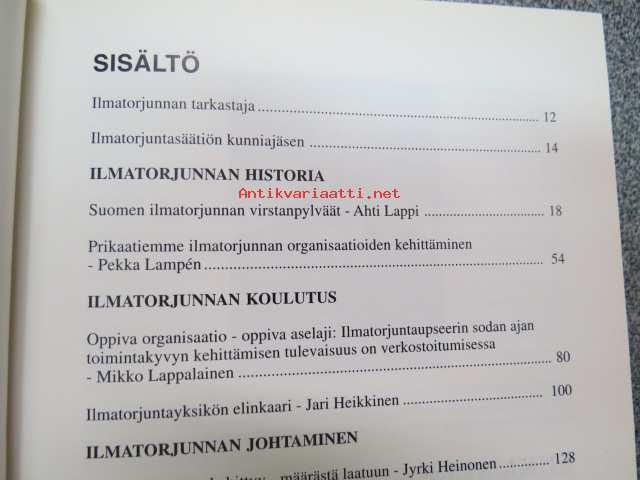 SISÄLTÖ
Ilmatorjunnan tarkastaja ........ 12
Ilmatorjuntasäätiön kunniajäsen ........ 14
ILMATORJUNNAN HISTORIA
Antikvariaatti.net
Suomen ilmatorjunnan virstanpylväät - Ahti Lappi ........ 18
Prikaatiemme ilmatorjunnan organisaatioiden kehittäminen
- Pekka Lampén ........ 54
ILMATORJUNNAN KOULUTUS
Oppiva organisaatio - oppiva aselaji: Ilmatorjuntaupseerin sodan ajan
toimintakyvyn kehittämisen tulevaisuus on verkostoitumisessa
- Mikko Lappalainen ........ 80
Ilmatorjuntayksikön elinkaari - Jari Heikkinen ........ 100
ILMATORJUNNAN JOHTAMINEN
- määrästä laatuun - Jyrki Heinonen ........ 128